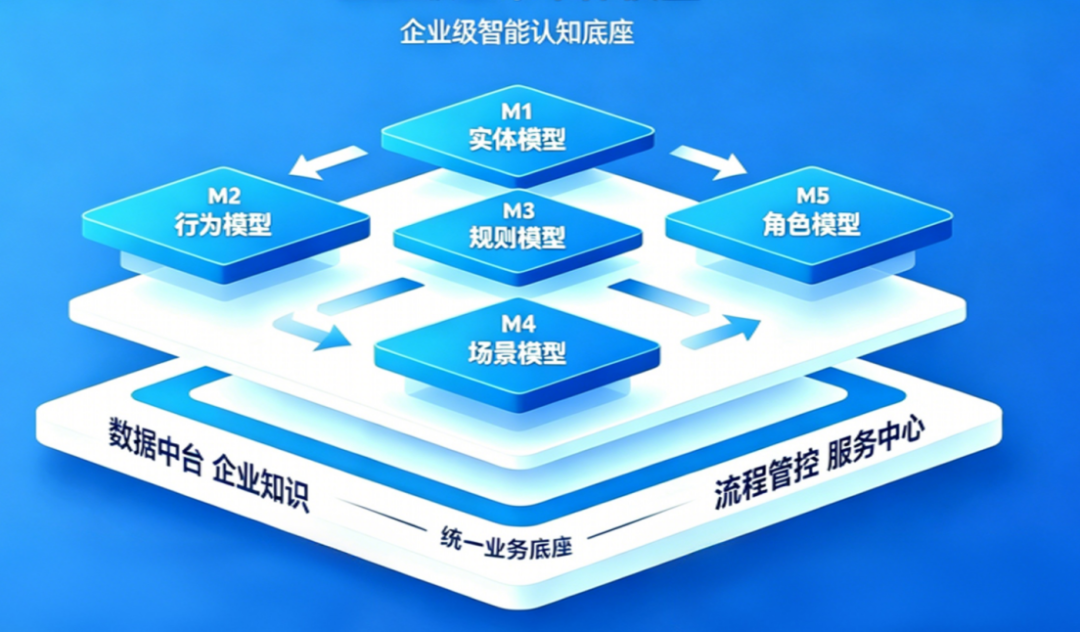 企业级智能认知底座
M1
实体模型
M2
行为模型
M3
规则模型
M5
角色模型
M4
场景模型
数据中台 企业知识
流程管控 服务中心
统一业务底座